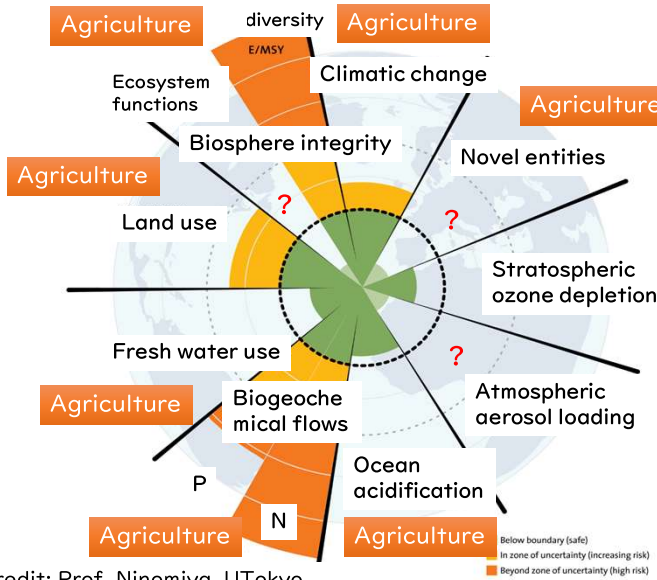 Agriculture
diversity
Agriculture
E/MSY
Climatic change
Ecosystem
functions
Agriculture
Biosphere integrity
Novel entities
Agriculture
?
?
Land use
Stratospheric
ozone depletion
Fresh water use
?
Agriculture
Biogeoche
mical flows
Atmospheric
aerosol loading
Ocean
acidification
P
N
Agriculture
Agriculture
Below boundary (safe)
In zone of uncertainty (increasing risk)
Beyond zone of uncertainty (high risk)
redit: Prof. Ninomiya, UTokyo